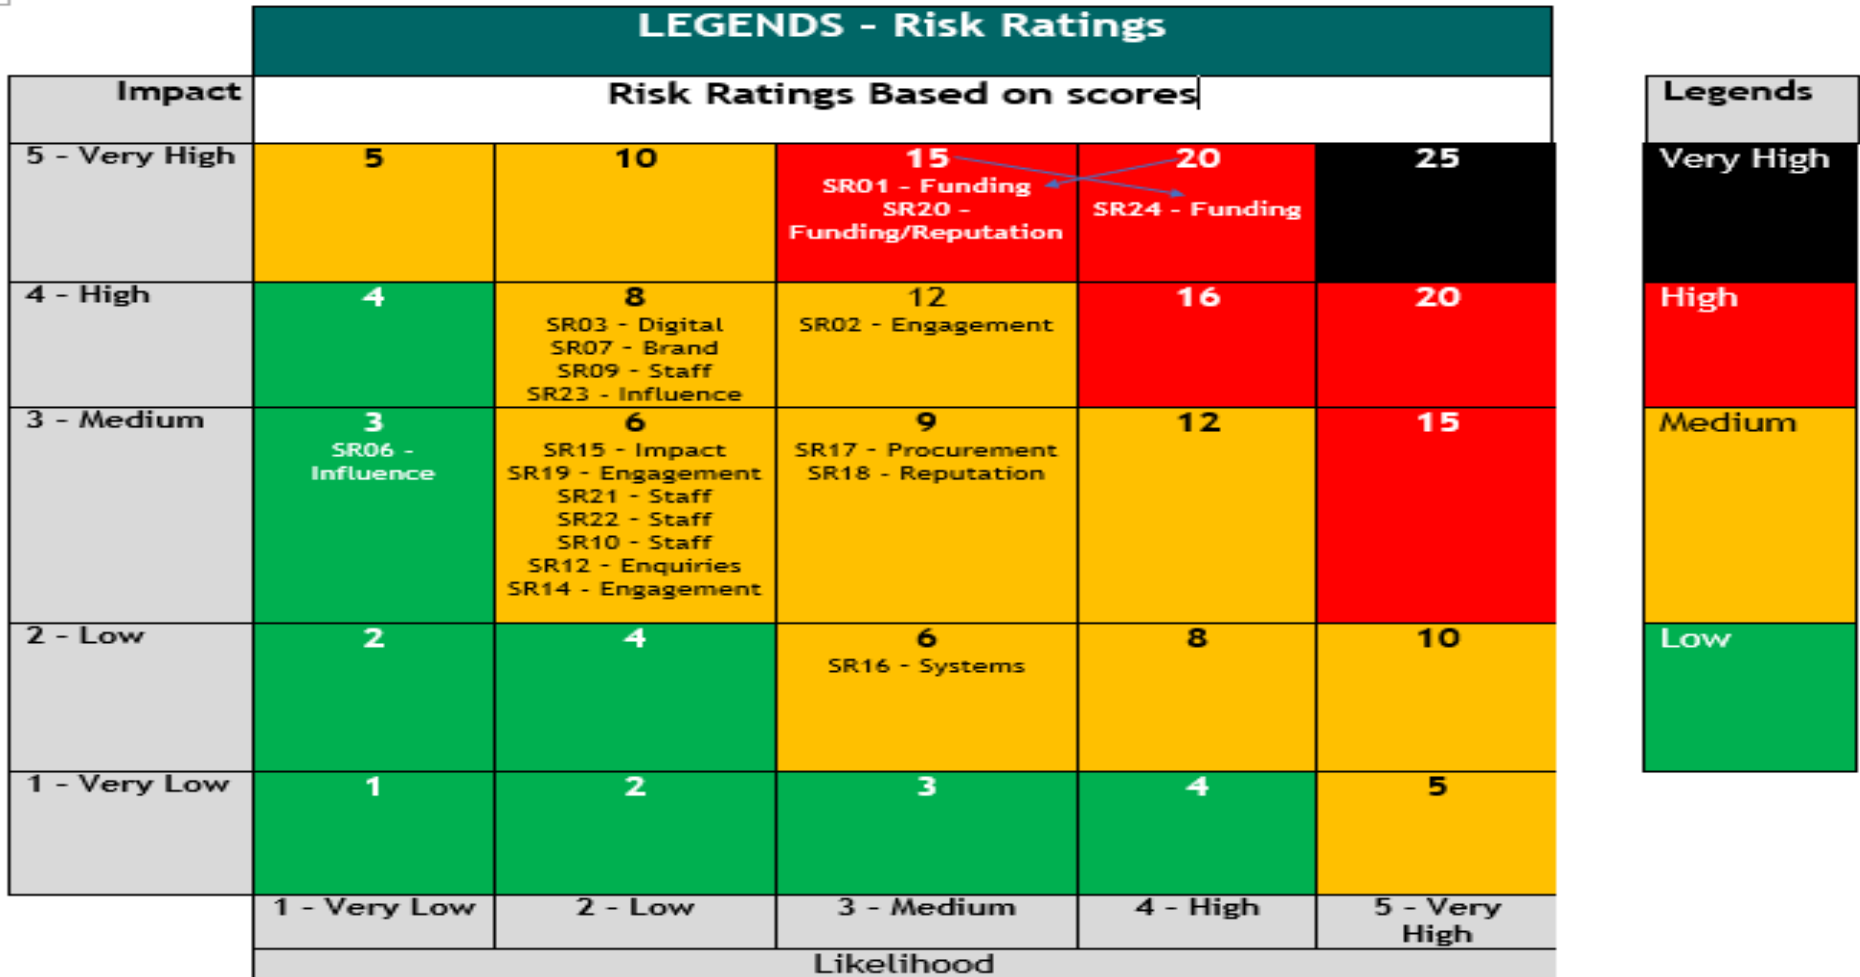 LEGENDS - Risk Ratings
Impact
Risk Ratings Based on scores
Legends
5 - Very High
5
10
15
SR01 - Funding
SR20 -
Funding/Reputation
20
SR24 - Funding
25
Very High
4 - High
4
8
SR03 - Digital
SR07 - Brand
SR09 - Staff
SR23 - Influence
12
SR02 - Engagement
16
20
High
3 - Medium
3
SR06 -
Influence
6
SR15 - Impact
SR19 - Engagement
SR21 - Staff
SR22 - Staff
SR10 - Staff
SR12 - Enquiries
SR14 - Engagement
9
SR17 - Procurement
SR18 - Reputation
12
15
Medium
2 - Low
2
4
6
SR16 - Systems
8
10
Low
1 - Very Low
1
2
3
4
5
1 - Very Low
2 - Low
3 - Medium
4 - High
5 - Very
High
Likelihood